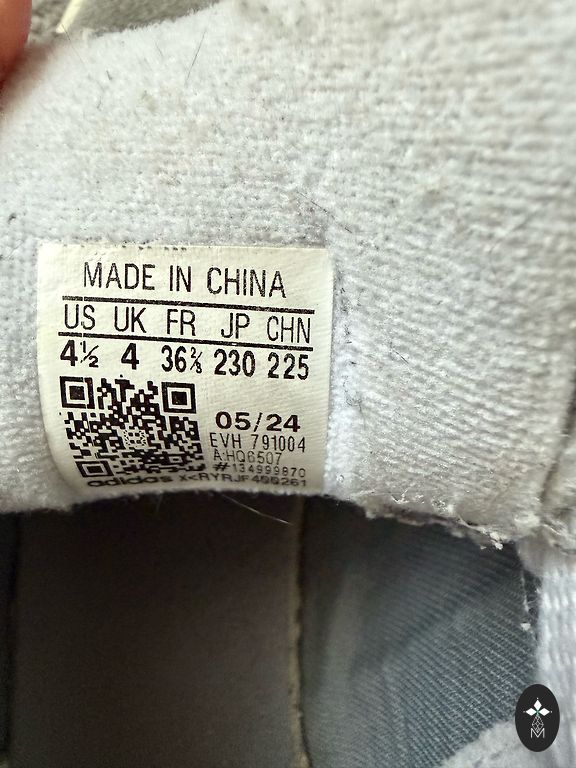 MADE IN CHINA
US UK FR JP CHN
4½ 4 36⅔ 230 225
05/24
EVH 791004
A:HQ6507
#134999870
adidas X<RYRJF400261
M